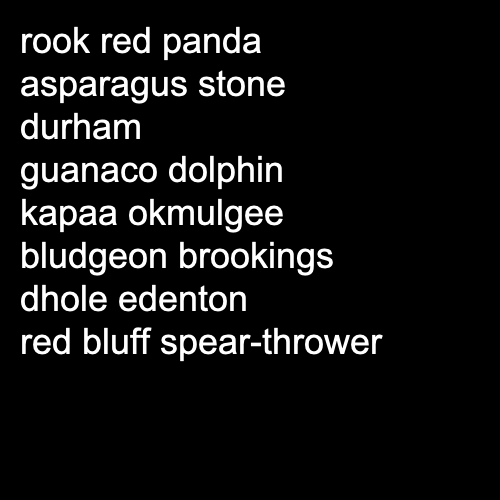 rook red panda
asparagus stone
durham
guanaco dolphin
kapaa okmulgee
bludgeon brookings
dhole edenton
red bluff spear-thrower